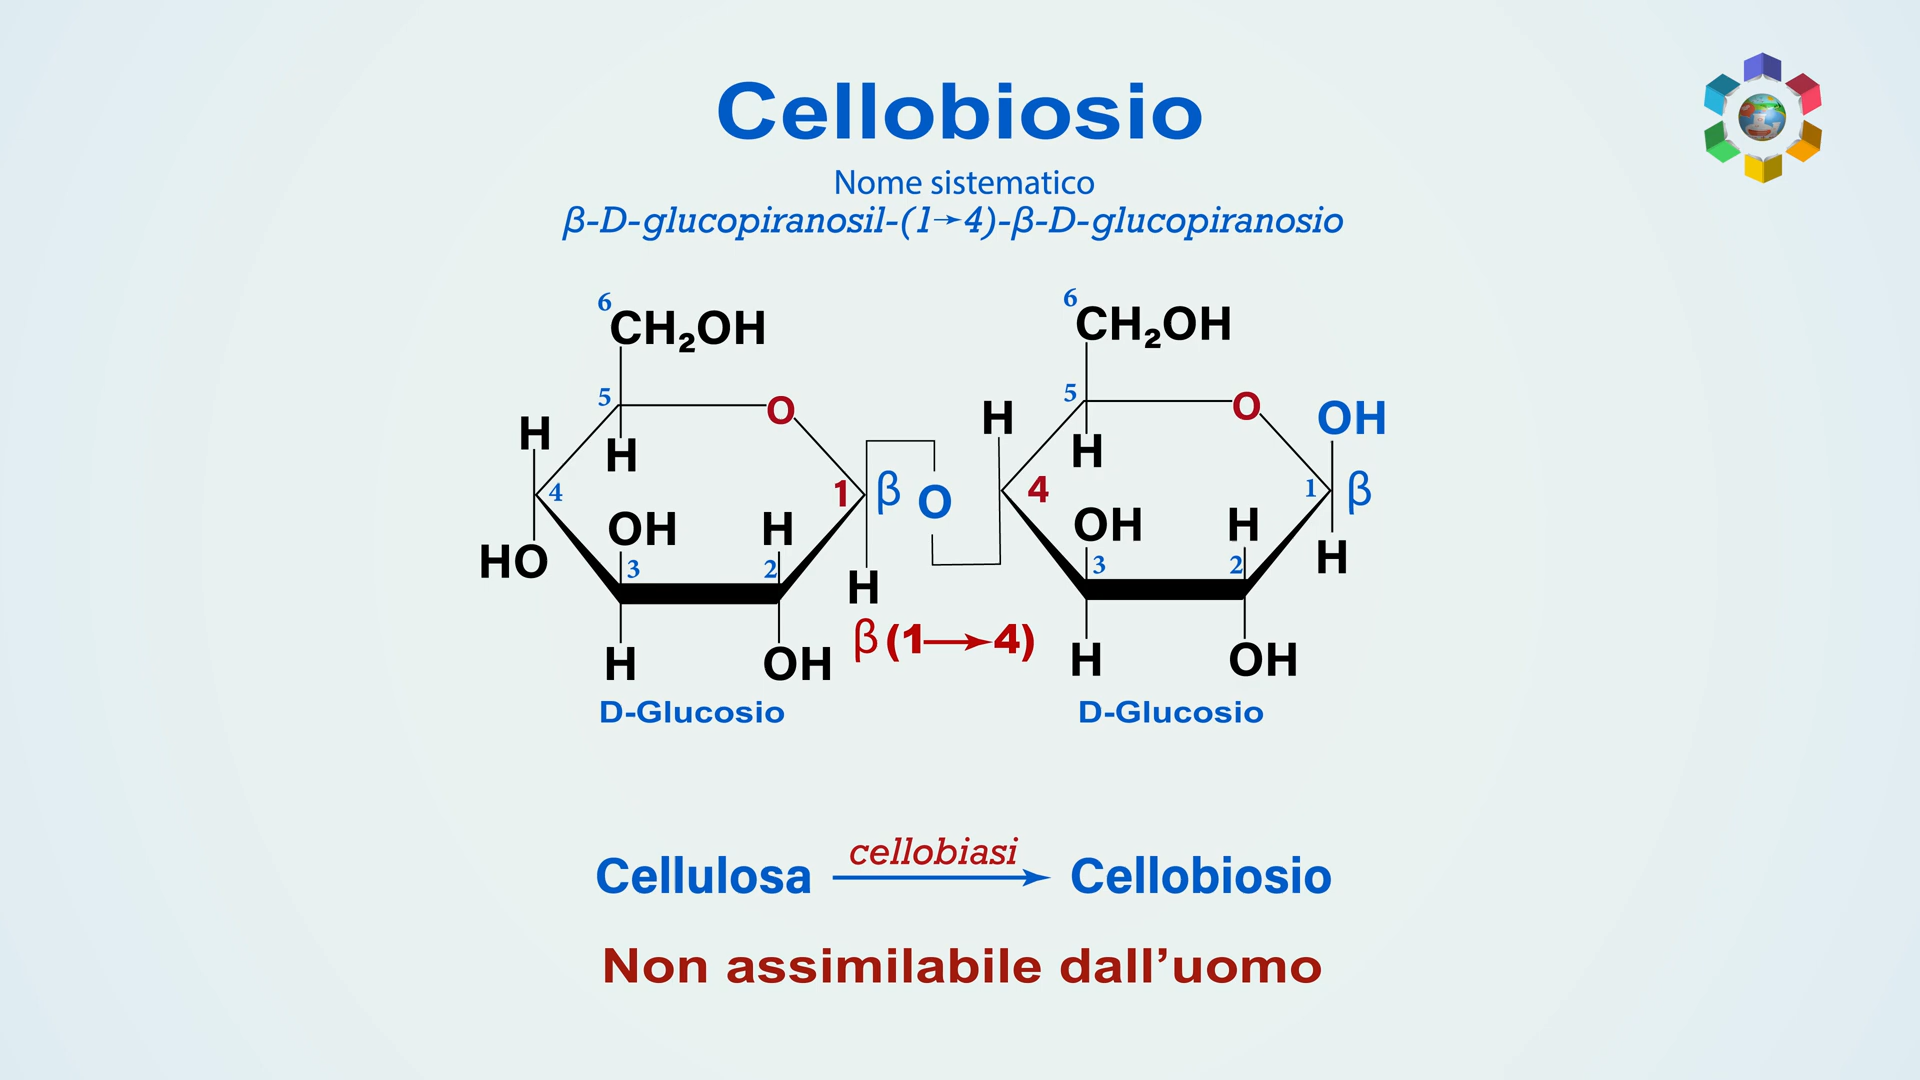 Cellobiosio
Nome sistematico
β-D-glucopiranosil-(1→4)-β-D-glucopiranosio
6 CH₂OH 6 CH₂OH
5 O 5 O OH
H H H H
4 1 β O 4 1 β
OH H OH H
HO 3 2 H 3 2 H
β(1→4)
H OH H OH
D-Glucosio D-Glucosio
Cellulosa cellobiasi → Cellobiosio
Non assimilabile dall’uomo